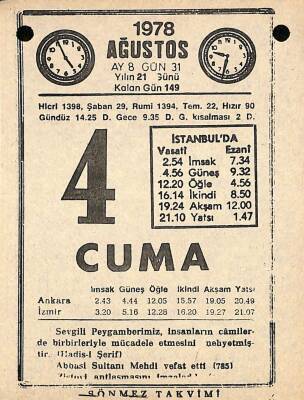 1978
AĞUSTOS
AY 8 GÜN 31
Yılın 21 Günü
Kalan Gün 149
Hicri 1398, Şaban 29, Rumi 1394, Tem. 22, Hızır 90
Gündüz 14.25 D. Gece 9.35 D. G. kısalması 2 D.
4
İSTANBUL'DA
Vasati Ezani
2.54 İmsak 7.34
4.56 Güneş 9.32
12.20 Öğle 4.56
16.14 İkindi 8.50
19.24 Akşam 12.00
21.10 Yatsı 1.47
CUMA
İmsak Güneş Öğle İkindi Akşam Yatsı
Ankara 2.43 4.44 12.05 15.57 19.05 20.49
İzmir 3.20 5.16 12.28 16.20 19.27 21.07
Sevgili Peygamberimiz, insanların câmiler-
de birbirleriyle mücadele etmesini nehyetmiş-
tir. (Hadis-i Şerif)
Abbasi Sultanı Mehdi vefat etti (785)
antlaşmasını
SÖNMEZ TAKVİMİ